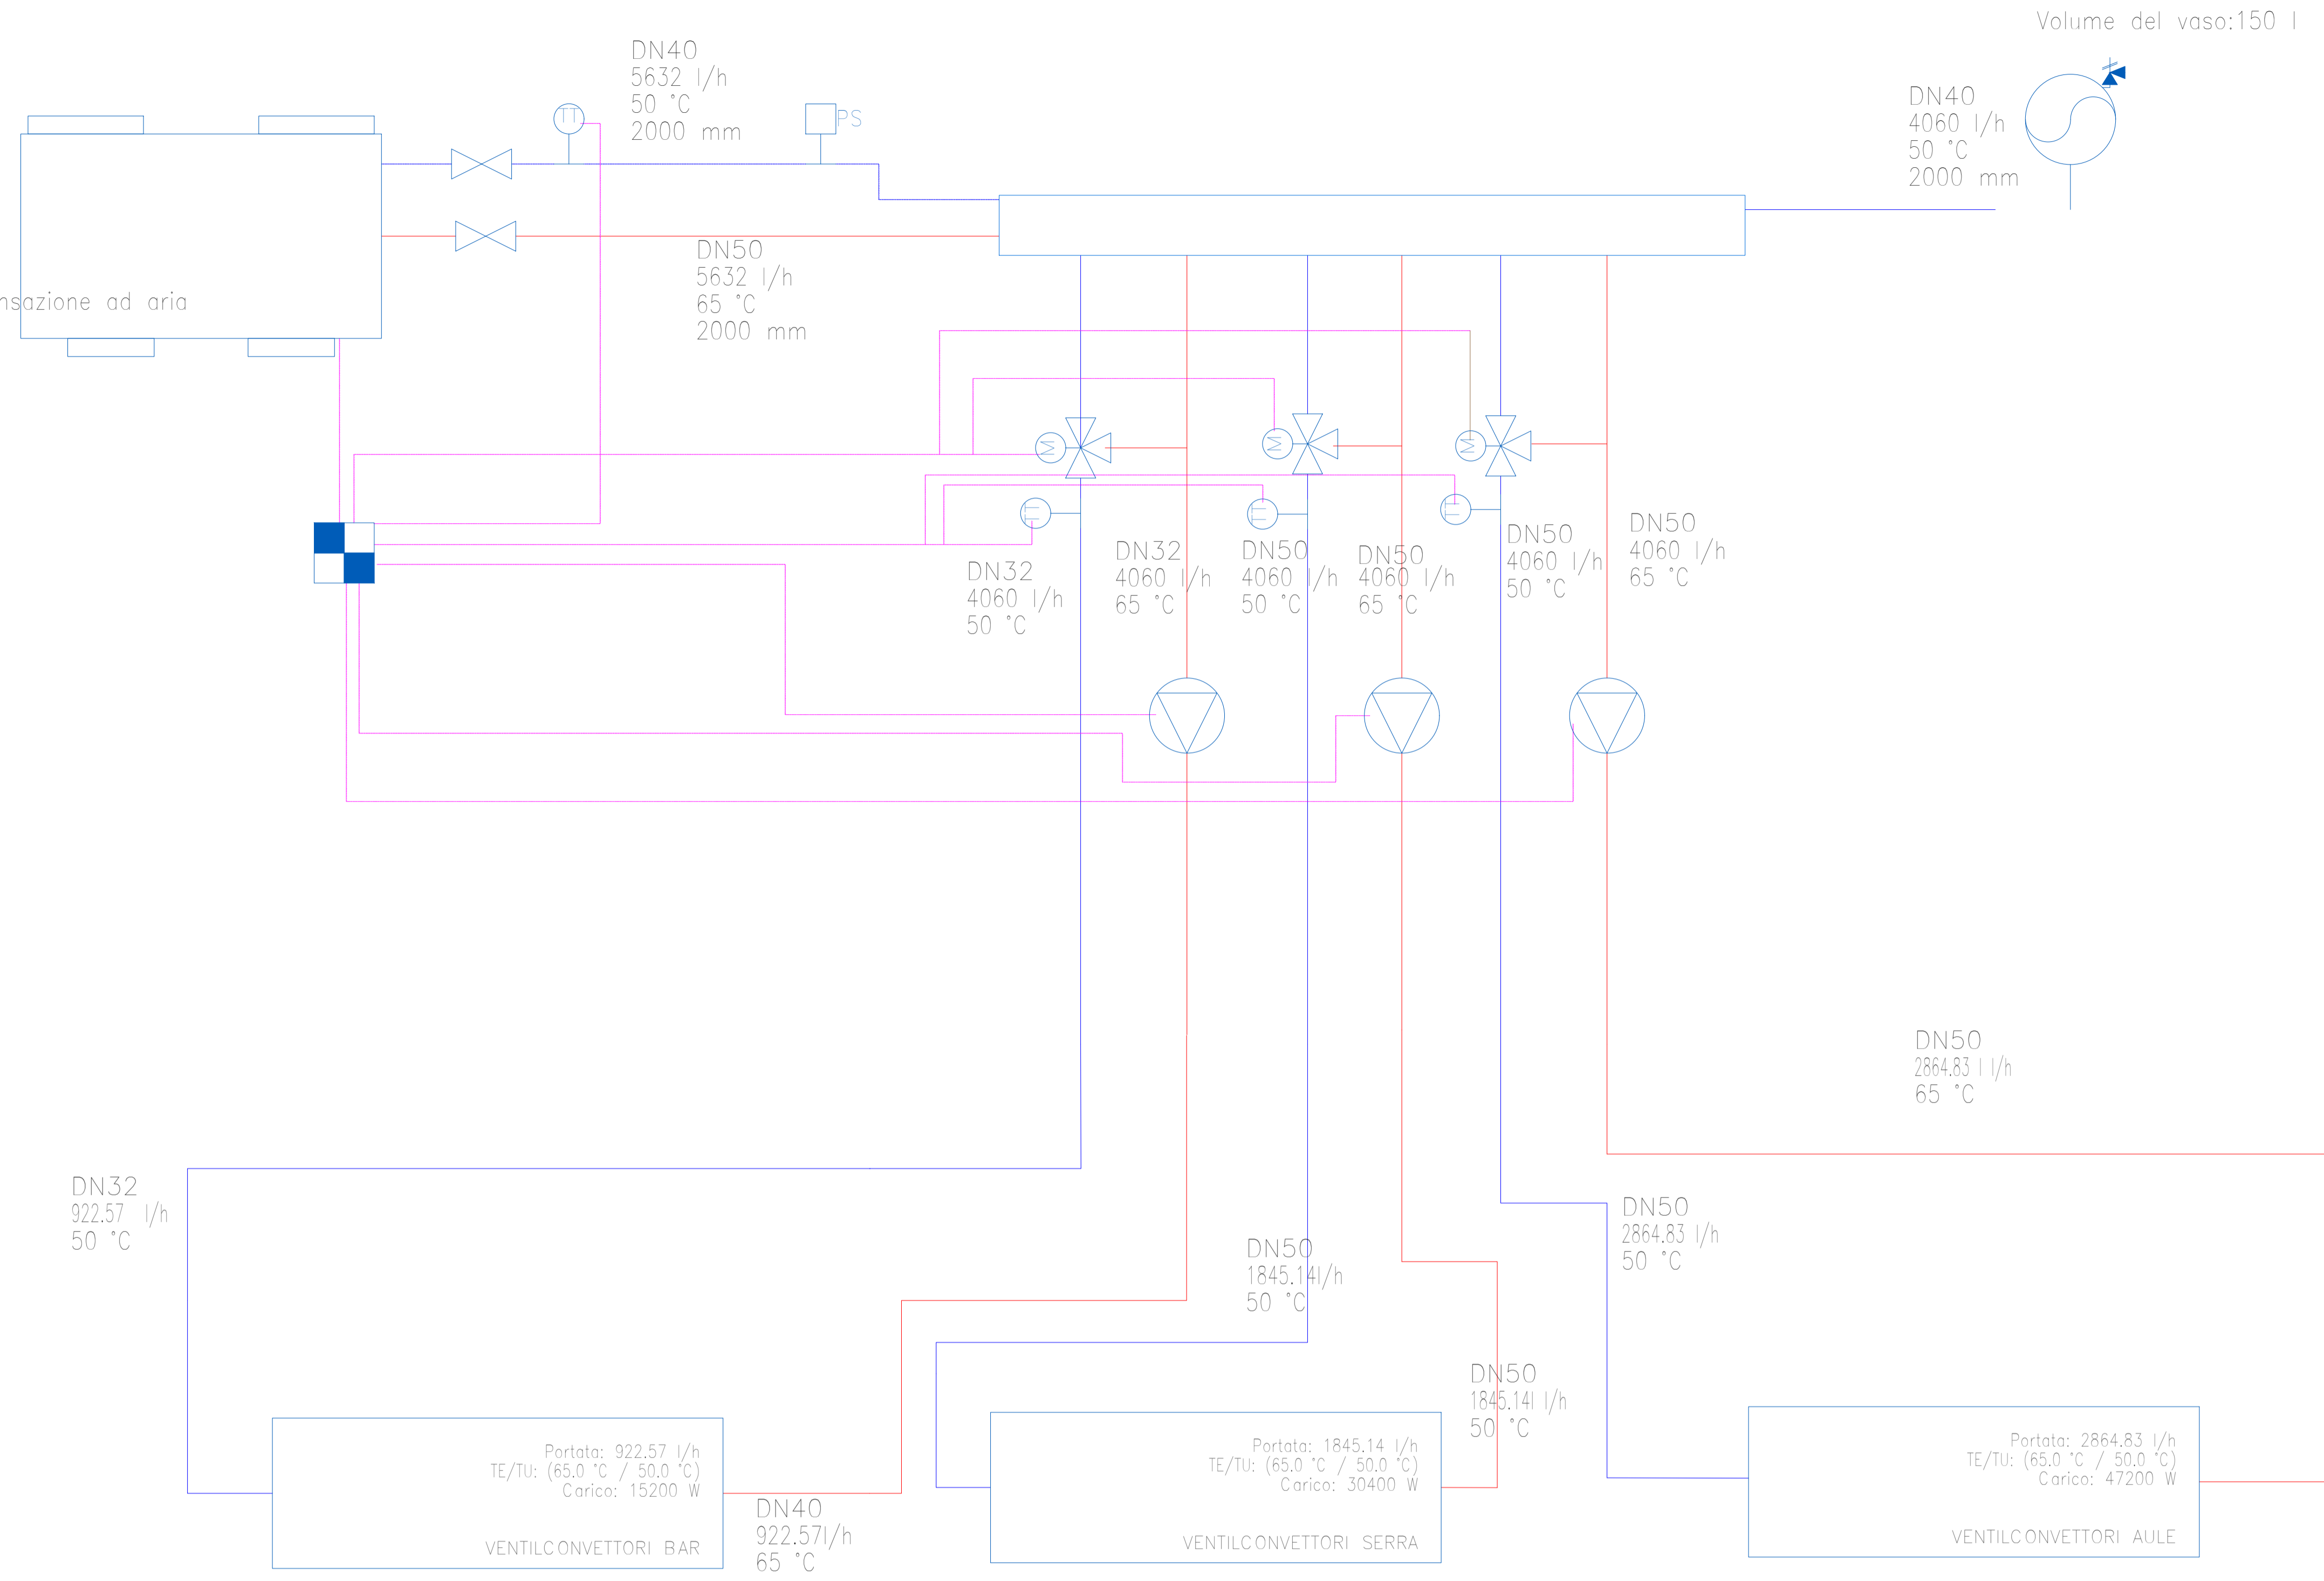 Volume del vaso:150 l
DN40
5632 l/h
50 °C
2000 mm
TT
PS
DN40
4060 l/h
50 °C
2000 mm
DN50
5632 l/h
65 °C
2000 mm
nsazione ad aria
M
M
M
TT
TT
TT
DN32
4060 l/h
50 °C
DN32
4060 l/h
65 °C
DN50
4060 l/h
50 °C
DN50
4060 l/h
65 °C
DN50
4060 l/h
50 °C
DN50
4060 l/h
65 °C
DN50
2864.83 l l/h
65 °C
DN32
922.57 l/h
50 °C
DN50
1845.14l/h
50 °C
DN50
2864.83 l/h
50 °C
DN50
1845.14l l/h
50 °C
Portata: 922.57 l/h
TE/TU: (65.0 °C / 50.0 °C)
Carico: 15200 W
VENTILCONVETTORI BAR
DN40
922.57l/h
65 °C
Portata: 1845.14 l/h
TE/TU: (65.0 °C / 50.0 °C)
Carico: 30400 W
VENTILCONVETTORI SERRA
Portata: 2864.83 l/h
TE/TU: (65.0 °C / 50.0 °C)
Carico: 47200 W
VENTILCONVETTORI AULE